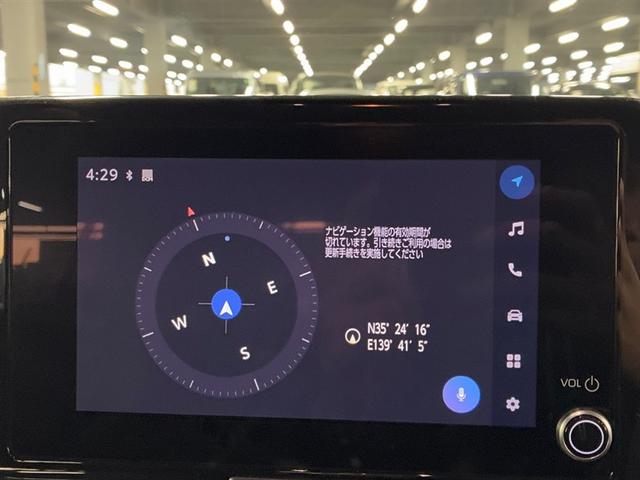 4:29
ナビゲーション機能の有効期間が
切れています。引き続きご利用の場合は
更新手続きを実施してください
N
E
W
S
N35° 24' 16"
E139° 41' 5"
VOL